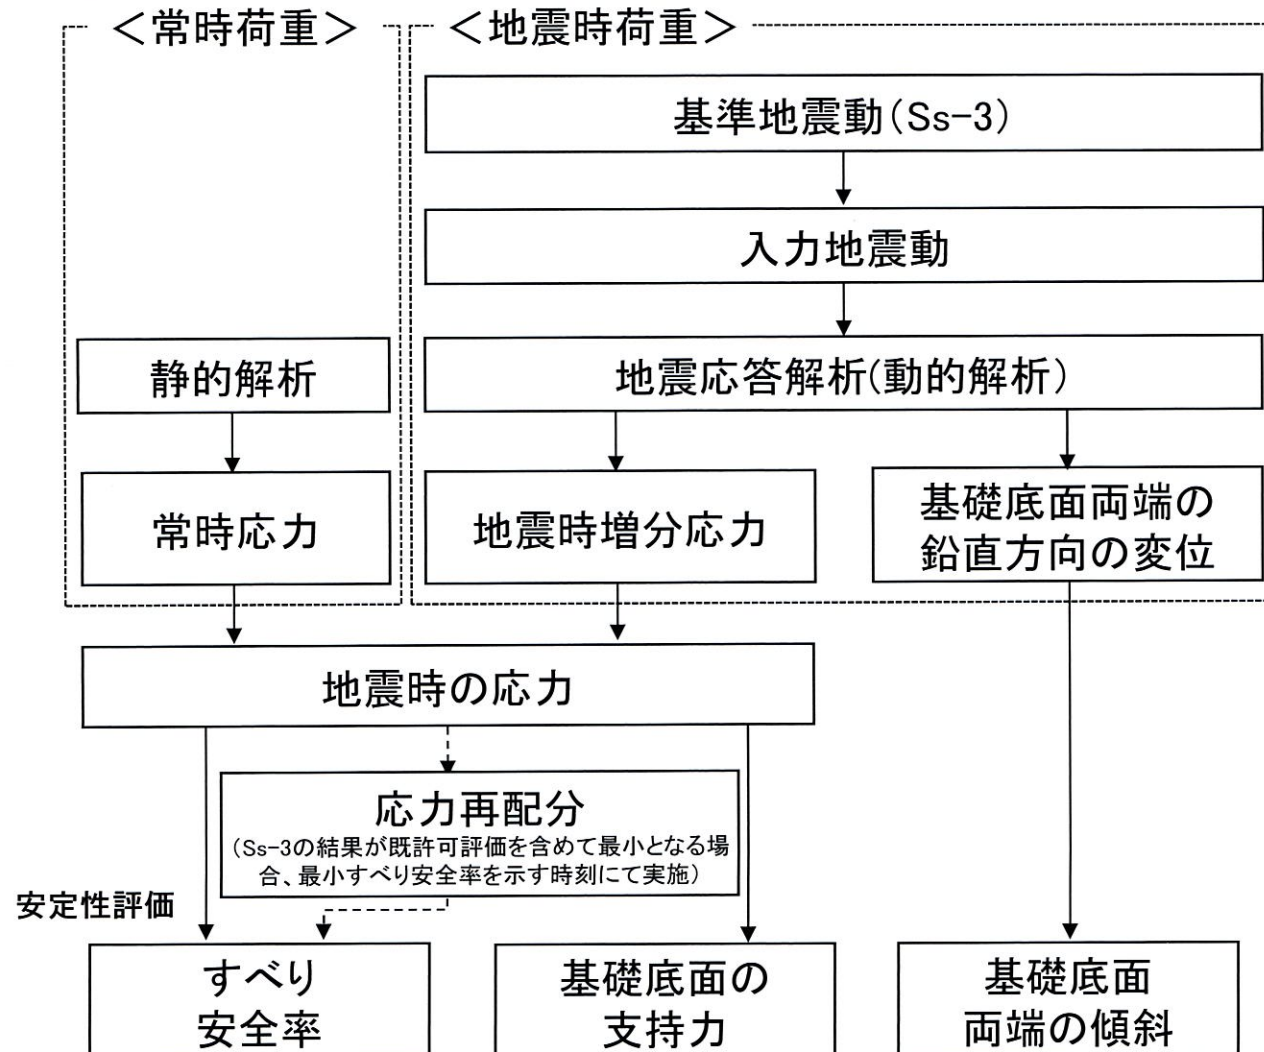 ＜常時荷重＞
＜地震時荷重＞
基準地震動（Ss-3）
入力地震動
静的解析
地震応答解析(動的解析）
常時応力
地震時増分応力
基礎底面両端の
鉛直方向の変位
地震時の応力
応力再配分
（Ss-3の結果が既許可評価を含めて最小となる場
合、最小すべり安全率を示す時刻にて実施）
安定性評価
すべり
安全率
基礎底面の
支持力
基礎底面
両端の傾斜